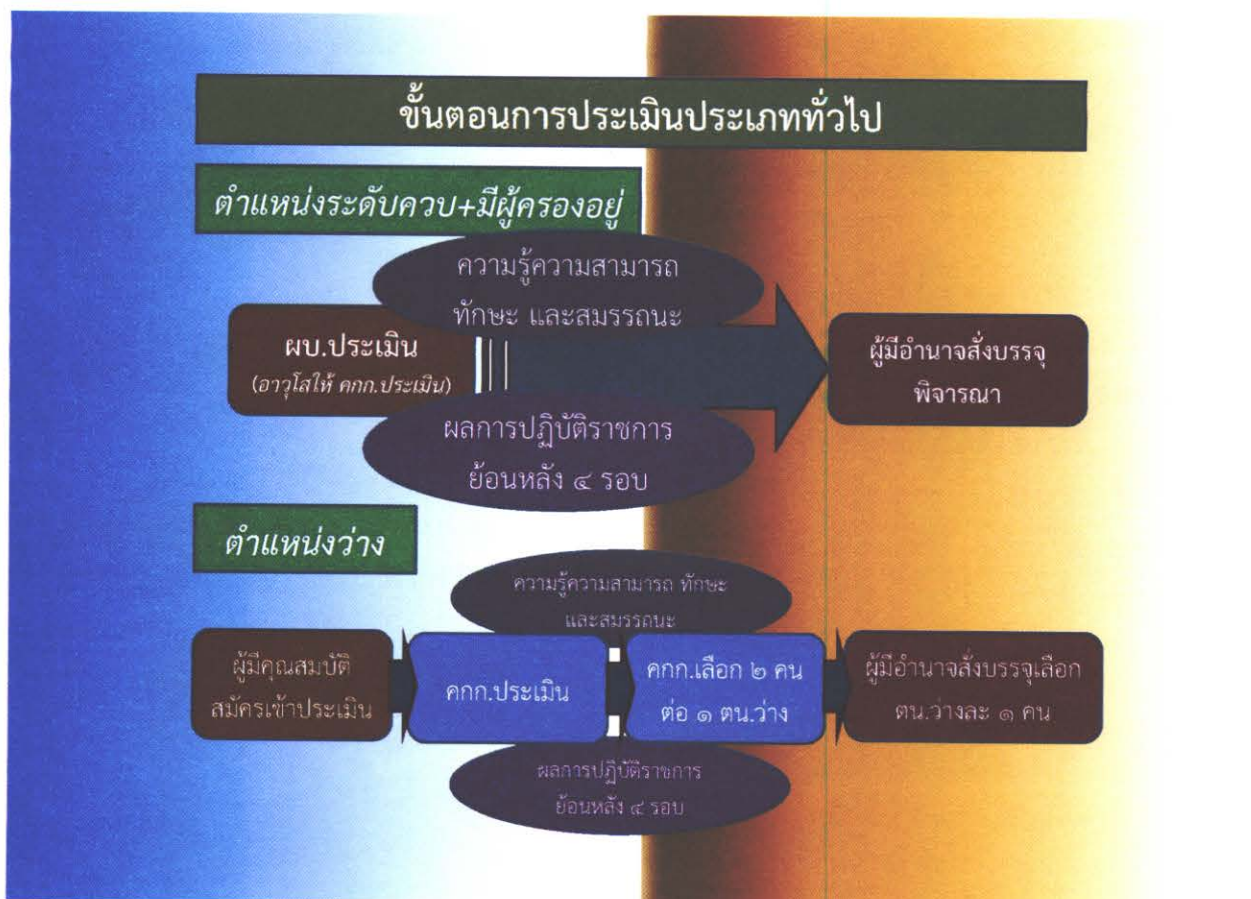 ขั้นตอนการประเมินประเภททั่วไป
ตำแหน่งระดับควบ+มีผู้ครองอยู่
ความรู้ความสามารถ
ทักษะ และสมรรถนะ
ผบ.ประเมิน
(อาวุโสให้ คกก.ประเมิน)
ผู้มีอำนาจสั่งบรรจุ
พิจารณา
ผลการปฏิบัติราชการ
ย้อนหลัง ๔ รอบ
ตำแหน่งว่าง
ความรู้ความสามารถ ทักษะ
และสมรรถนะ
ผู้มีคุณสมบัติ
สมัครเข้าประเมิน
คกก.ประเมิน
คกก.เลือก ๒ คน
ต่อ ๑ ตน.ว่าง
ผู้มีอำนาจสั่งบรรจุเลือก
ตน.ว่างละ ๑ คน
ผลการปฏิบัติราชการ
ย้อนหลัง ๔ รอบ